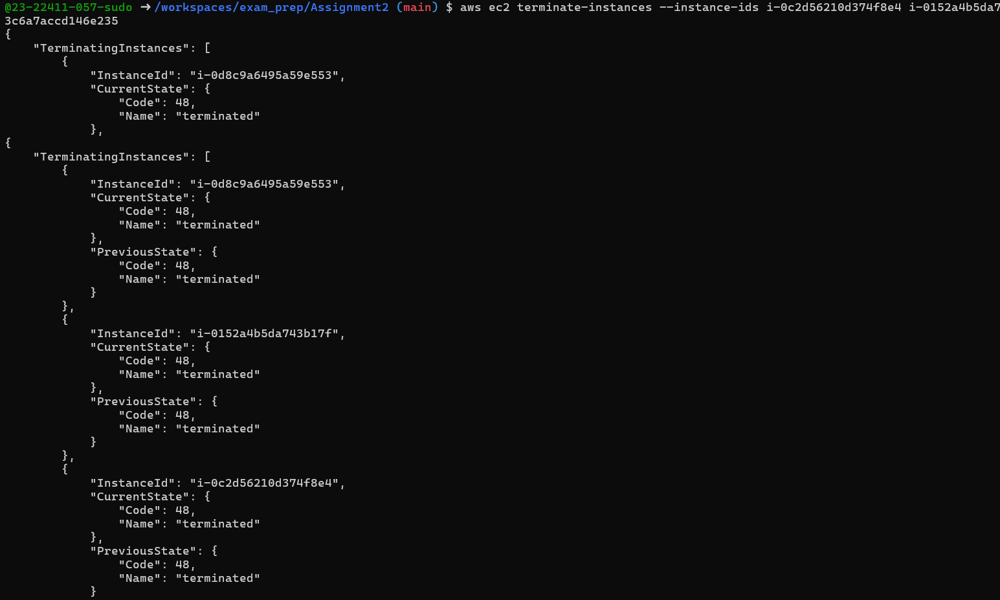 @23-22411-057-sudo ➜ /workspaces/exam_prep/Assignment2 (main) $ aws ec2 terminate-instances --instance-ids i-0c2d56210d374f8e4 i-0152a4b5da7
3c6a7accd146e235
{
    "TerminatingInstances": [
        {
            "InstanceId": "i-0d8c9a6495a59e553",
            "CurrentState": {
                "Code": 48,
                "Name": "terminated"
            },
{
    "TerminatingInstances": [
        {
            "InstanceId": "i-0d8c9a6495a59e553",
            "CurrentState": {
                "Code": 48,
                "Name": "terminated"
            },
            "PreviousState": {
                "Code": 48,
                "Name": "terminated"
            }
        },
        {
            "InstanceId": "i-0152a4b5da743b17f",
            "CurrentState": {
                "Code": 48,
                "Name": "terminated"
            },
            "PreviousState": {
                "Code": 48,
                "Name": "terminated"
            }
        },
        {
            "InstanceId": "i-0c2d56210d374f8e4",
            "CurrentState": {
                "Code": 48,
                "Name": "terminated"
            },
            "PreviousState": {
                "Code": 48,
                "Name": "terminated"
            }